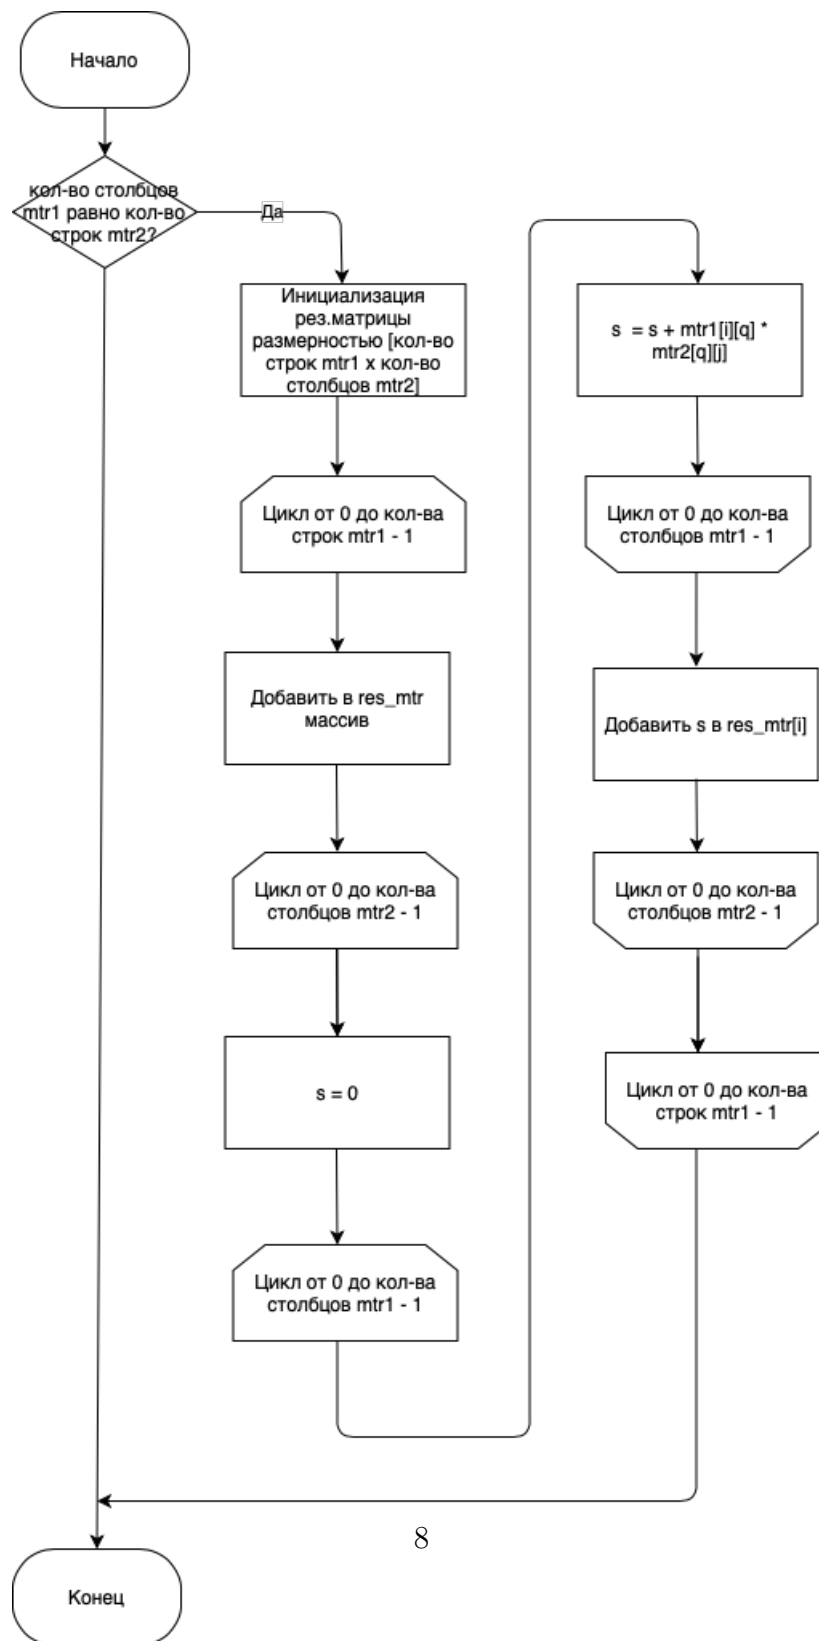 Начало
кол-во столбцов
mtr1 равно кол-во
строк mtr2?
Да
Инициализация
рез.матрицы
размерностью [кол-во
строк mtr1 x кол-во
столбцов mtr2]
Цикл от 0 до кол-ва
строк mtr1 - 1
Добавить в res_mtr
массив
Цикл от 0 до кол-ва
столбцов mtr2 - 1
s = 0
Цикл от 0 до кол-ва
столбцов mtr1 - 1
s = s + mtr1[i][q] *
mtr2[q][j]
Цикл от 0 до кол-ва
столбцов mtr1 - 1
Добавить s в res_mtr[i]
Цикл от 0 до кол-ва
столбцов mtr2 - 1
Цикл от 0 до кол-ва
строк mtr1 - 1
8
Конец